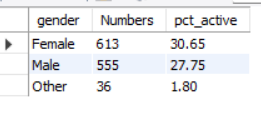 gender Numbers pct_active
Female 613 30.65
Male 555 27.75
Other 36 1.80